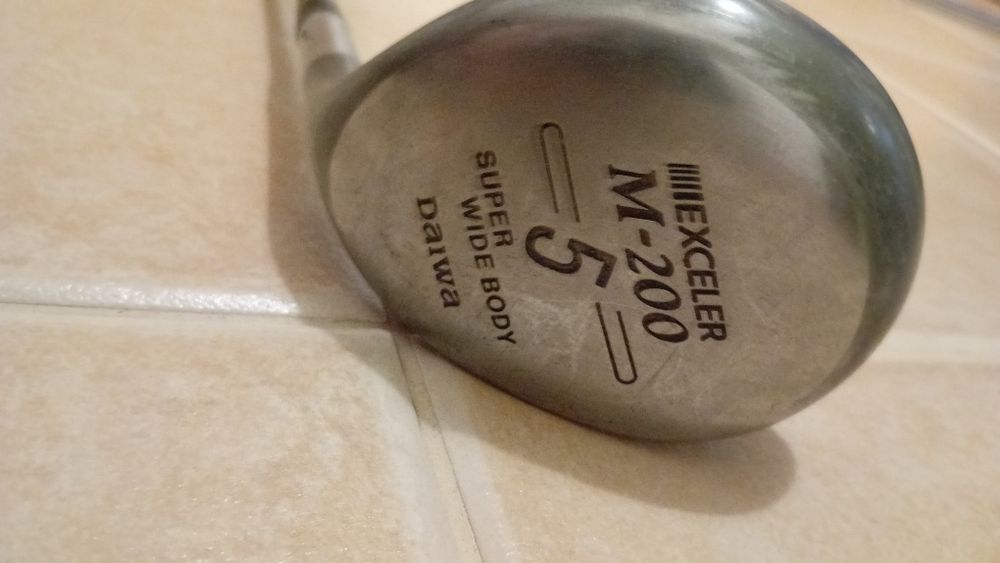 EXCELER
M-200
5
SUPER
WIDE BODY
DAIWA